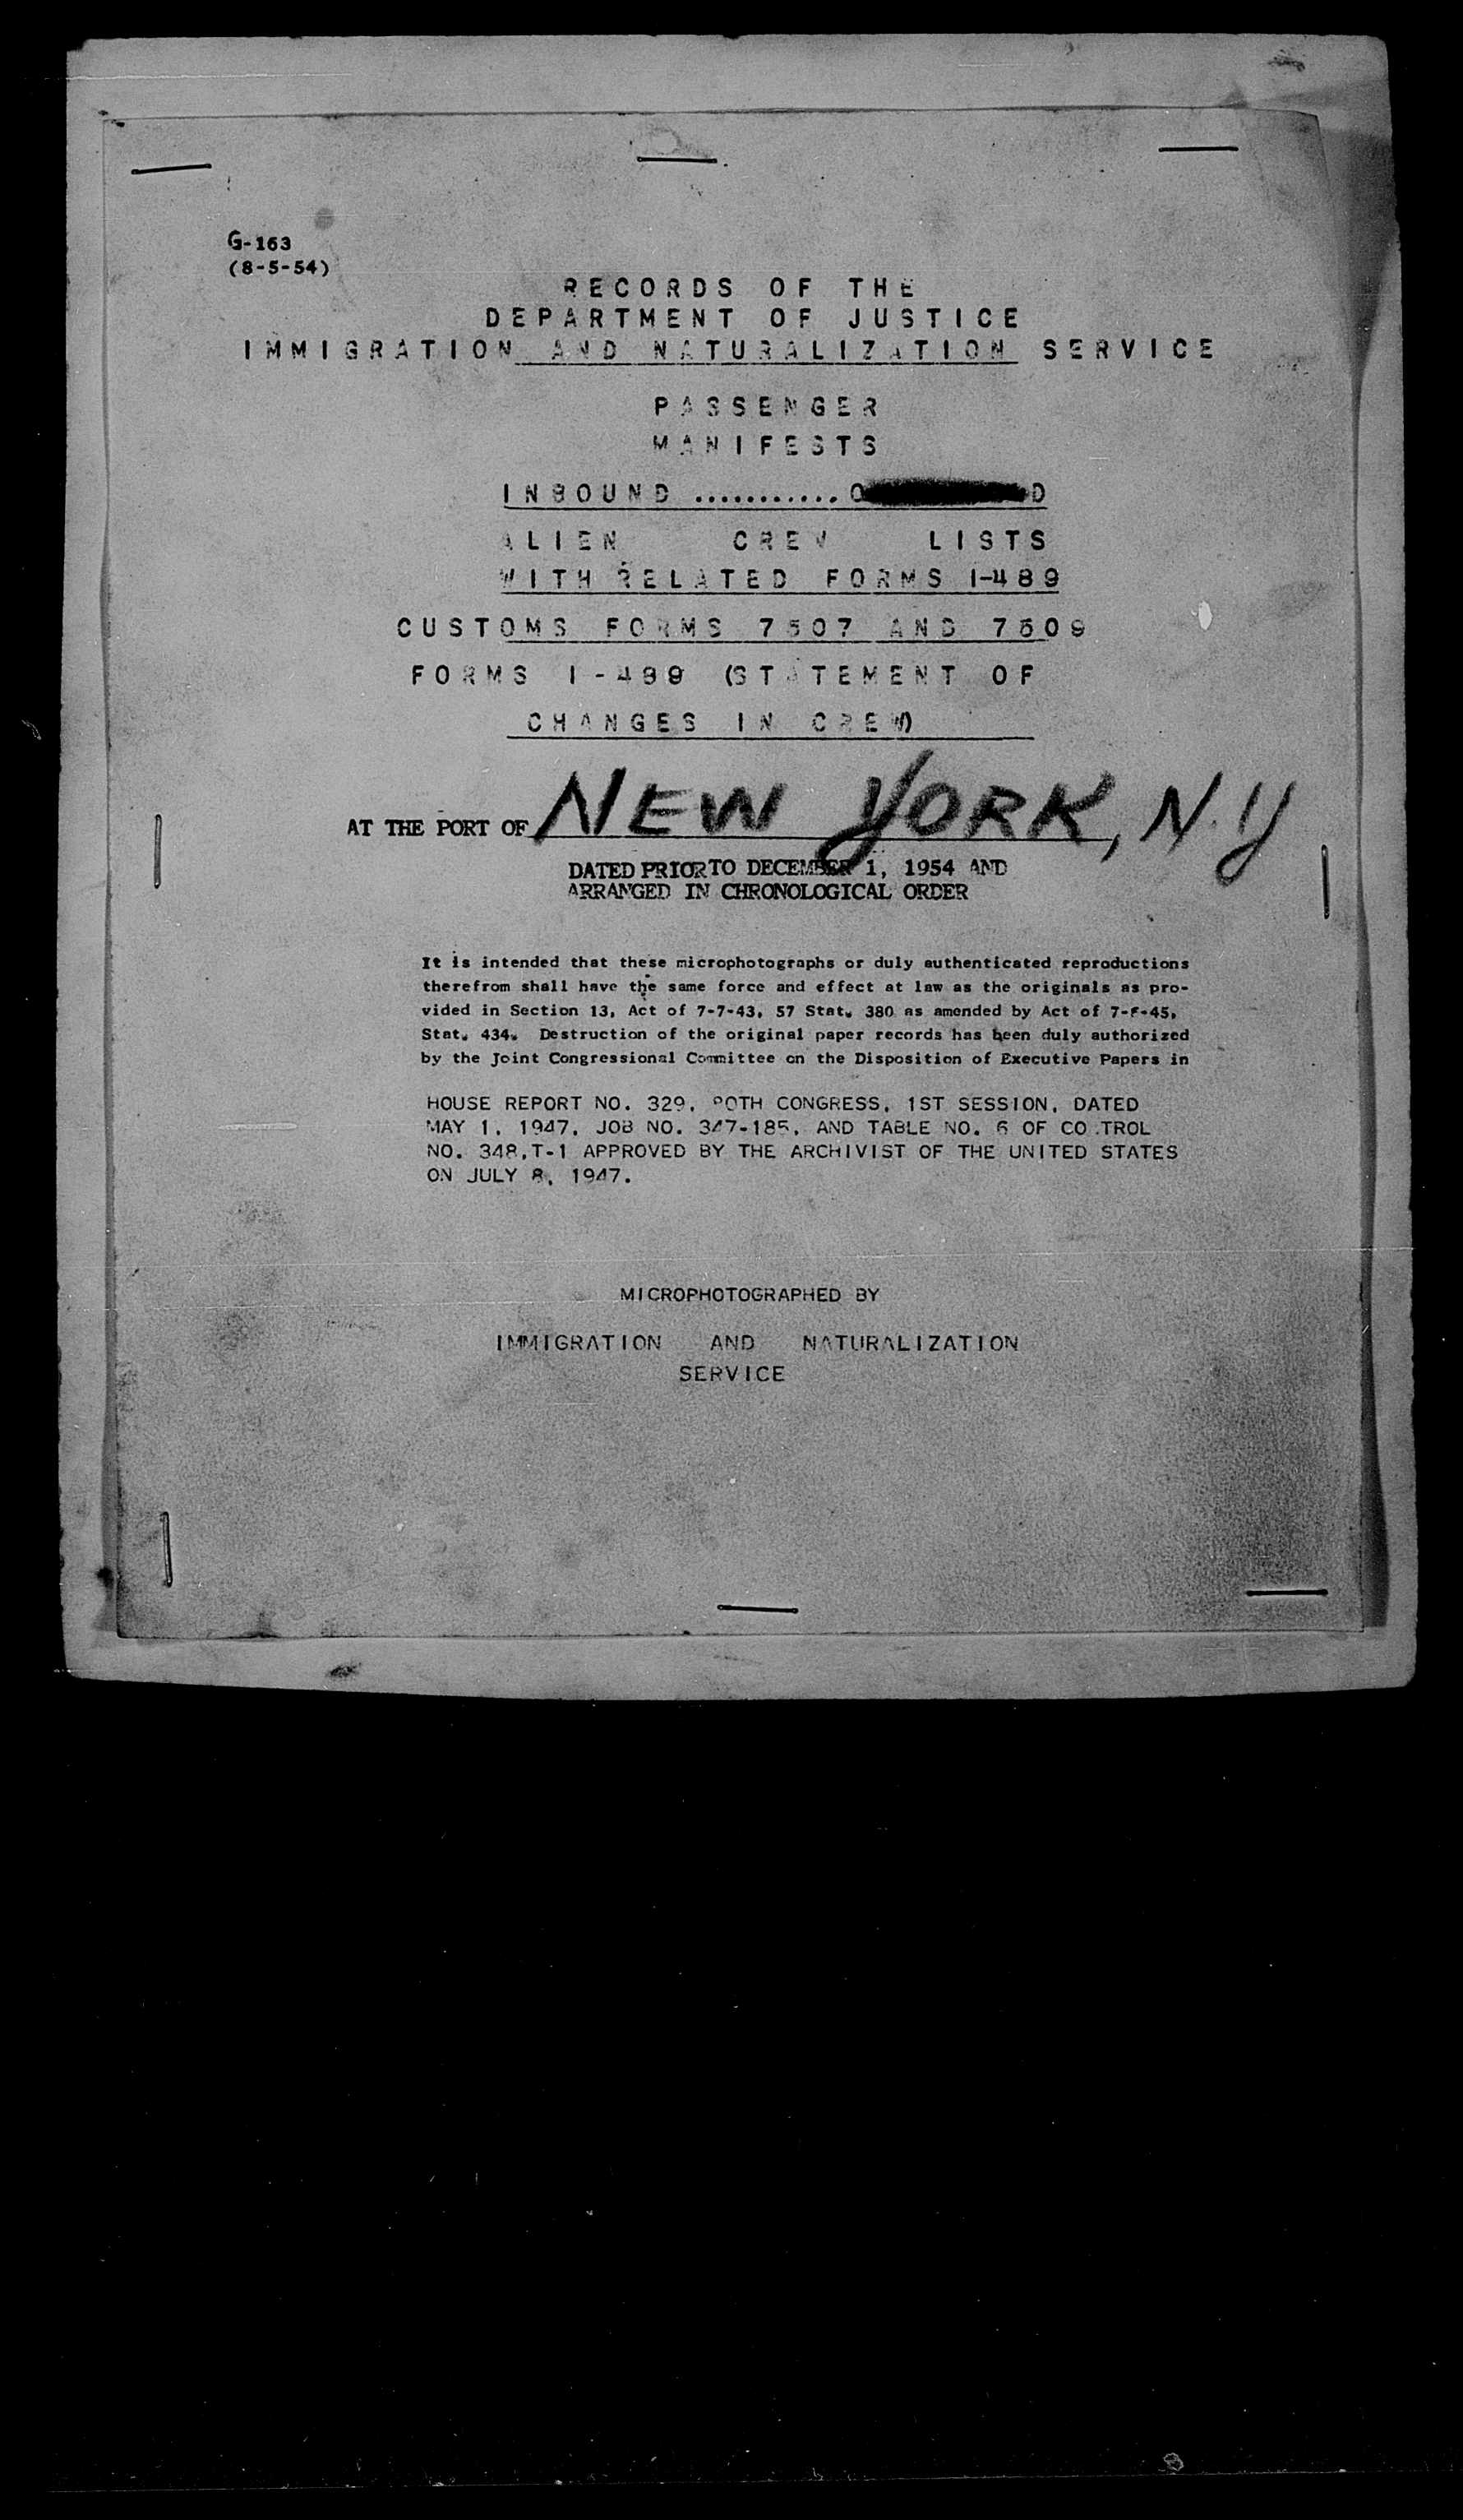 G-163
(8-5-54)
RECORDS OF THE
DEPARTMENT OF JUSTICE
IMMIGRATION AND NATURALIZATION SERVICE
PASSENGER
MANIFESTS
INBOUND ...........O D
ALIEN CREW LISTS
WITH RELATED FORMS I-489
CUSTOMS FORMS 7507 AND 7509
FORMS I-489 (STATEMENT OF
CHANGES IN CREW)
AT THE PORT OF NEW YORK, N.Y
DATED PRIOR TO DECEMBER 1, 1954 AND
ARRANGED IN CHRONOLOGICAL ORDER
It is intended that these microphotographs or duly authenticated reproductions
therefrom shall have the same force and effect at law as the originals as pro-
vided in Section 13, Act of 7-7-43, 57 Stat. 380 as amended by Act of
Stat. 434. Destruction of the original paper records has been duly authorized
by the Joint Congressional Committee on the Disposition of Executive Papers in
HOUSE REPORT NO. 329, 80TH CONGRESS, 1ST SESSION, DATED
MAY 1, 1947, JOB NO. 347-185, AND TABLE NO. 6 OF CO TROL
NO. 348,T-1 APPROVED BY THE ARCHIVIST OF THE UNITED STATES
ON JULY 8, 1947.
MICROPHOTOGRAPHED BY
IMMIGRATION AND NATURALIZATION
SERVICE